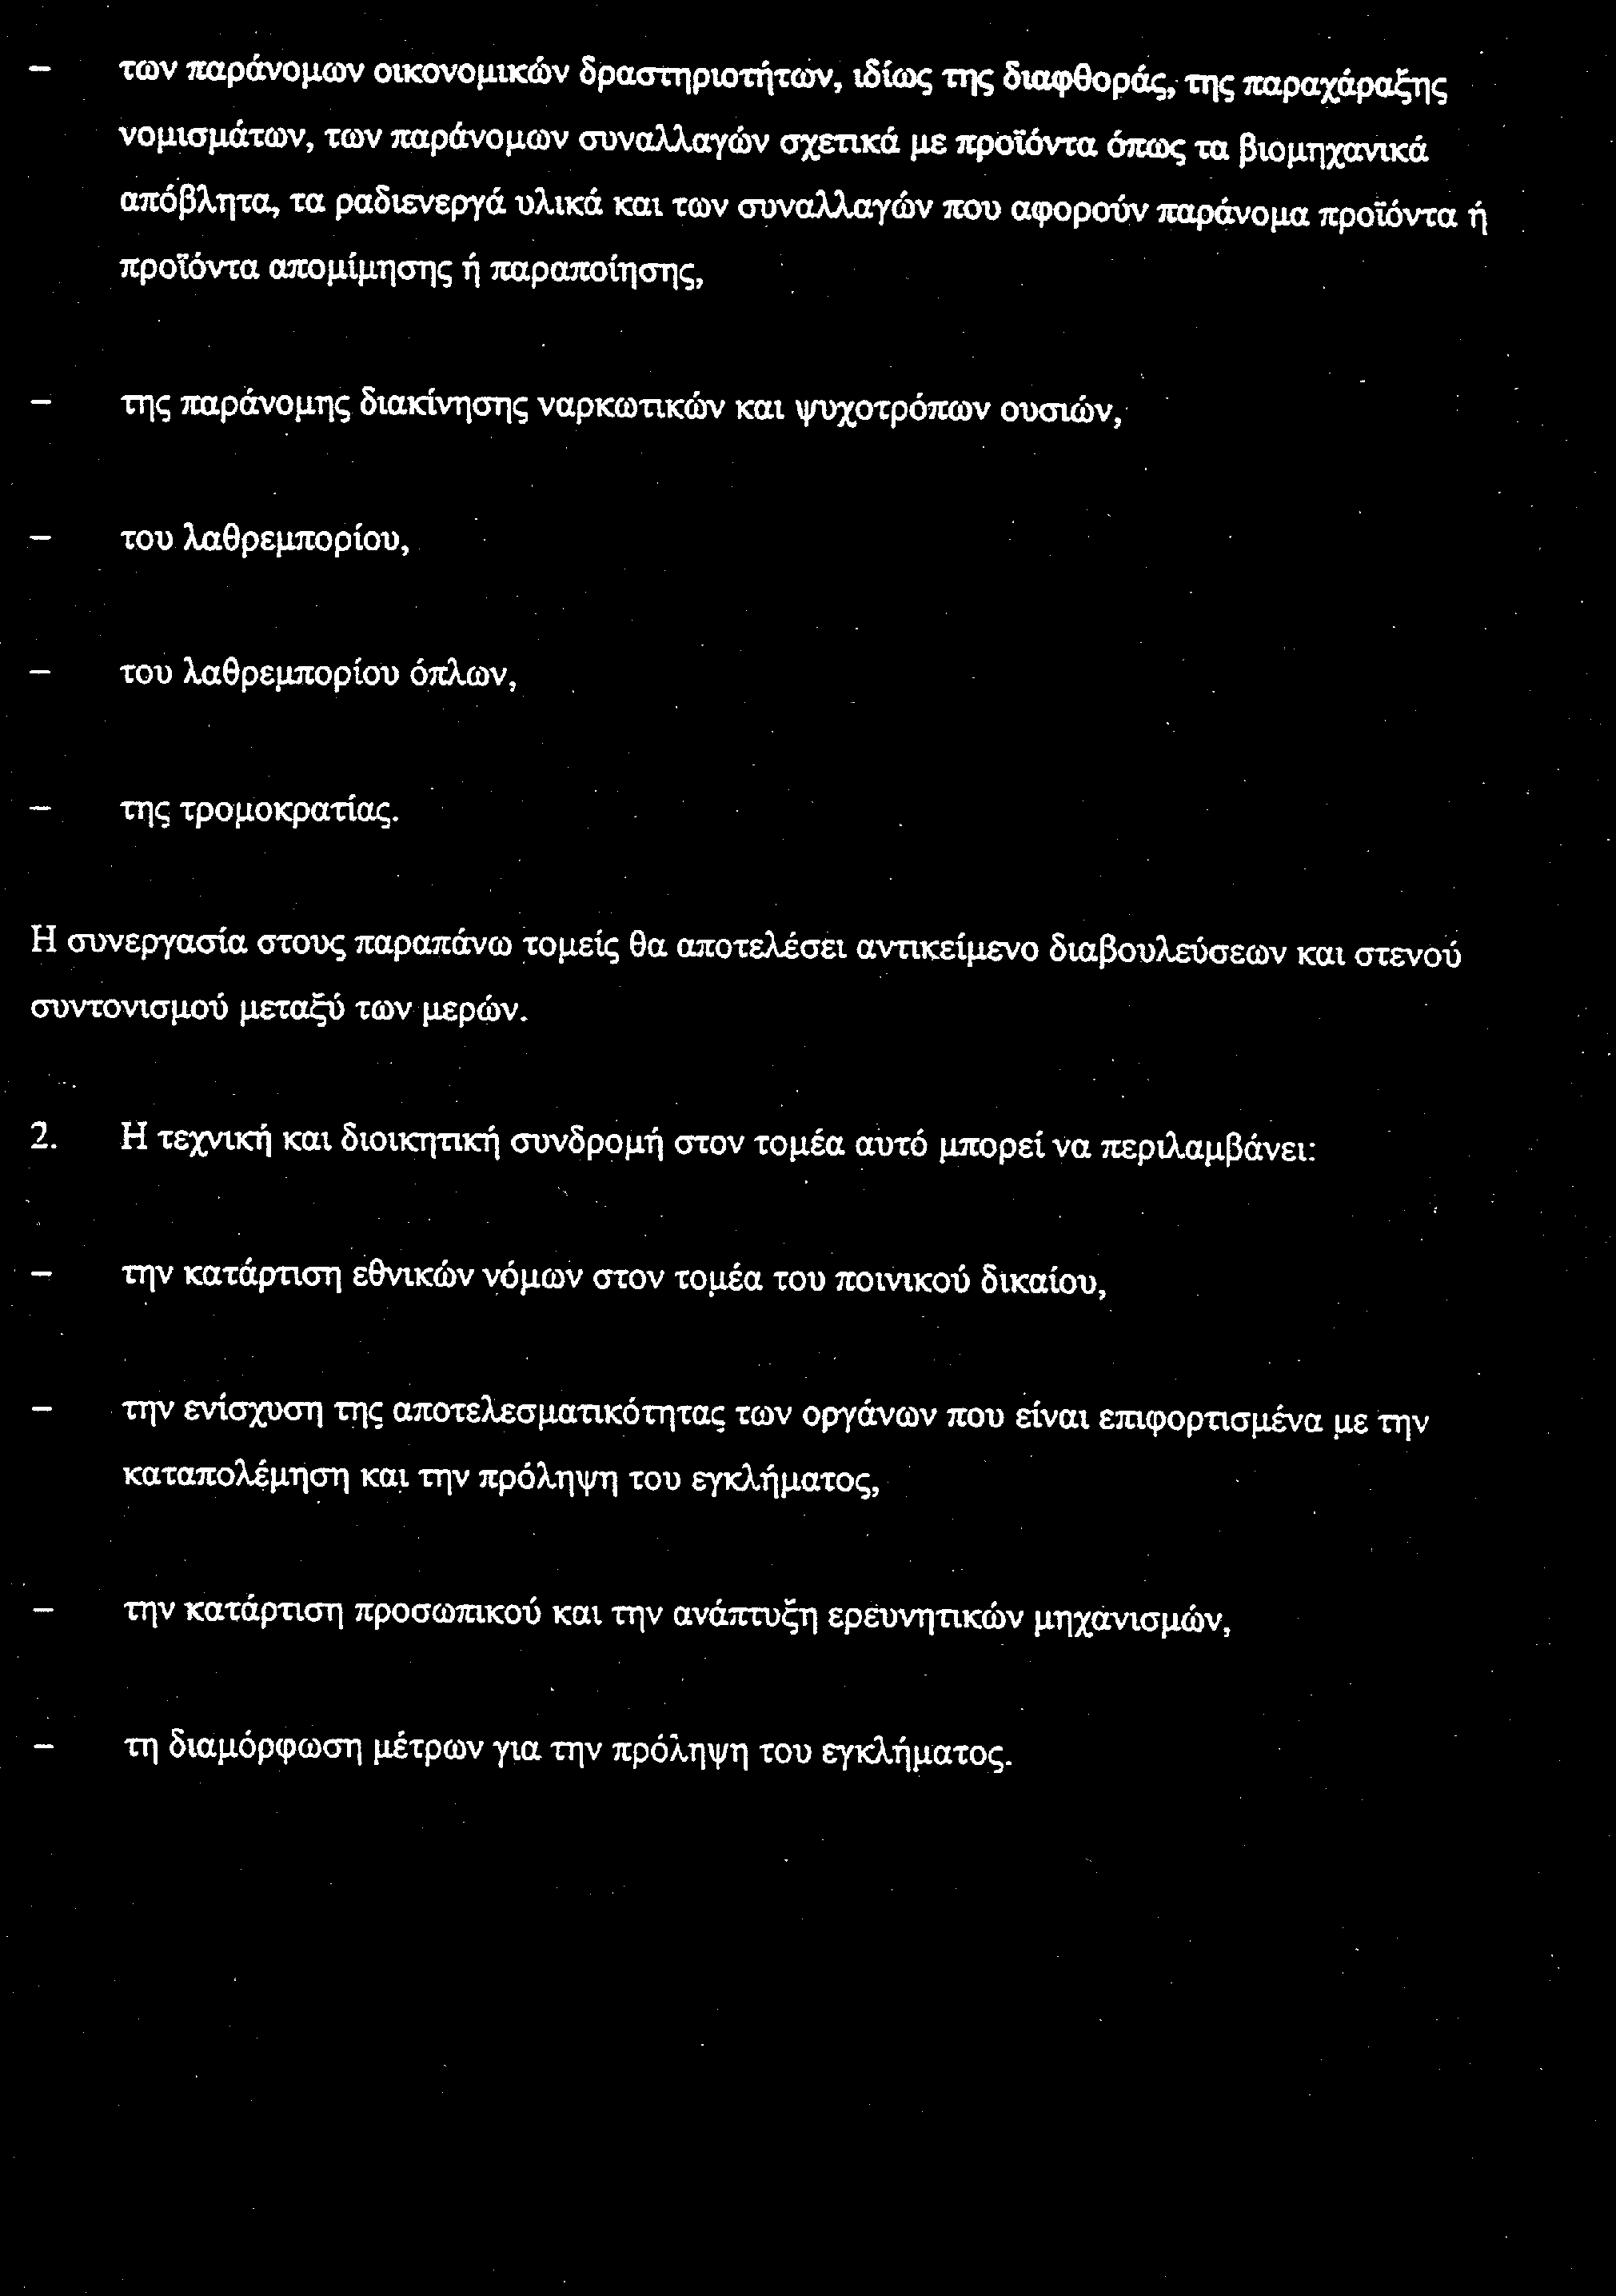 – των παράνομων οικονομικών δραστηριοτήτων, ιδίως της διαφθοράς, της παραχάραξης
νομισμάτων, των παράνομων συναλλαγών σχετικά με προϊόντα όπως τα βιομηχανικά
απόβλητα, τα ραδιενεργά υλικά και των συναλλαγών που αφορούν παράνομα προϊόντα ή
προϊόντα απομίμησης ή παραποίησης,
– της παράνομης διακίνησης ναρκωτικών και ψυχοτρόπων ουσιών,
– του λαθρεμπορίου,
– του λαθρεμπορίου όπλων,
– της τρομοκρατίας.
Η συνεργασία στους παραπάνω τομείς θα αποτελέσει αντικείμενο διαβουλεύσεων και στενού
συντονισμού μεταξύ των μερών.
2. Η τεχνική και διοικητική συνδρομή στον τομέα αυτό μπορεί να περιλαμβάνει:
– την κατάρτιση εθνικών νόμων στον τομέα του ποινικού δικαίου,
– την ενίσχυση της αποτελεσματικότητας των οργάνων που είναι επιφορτισμένα με την
καταπολέμηση και την πρόληψη του εγκλήματος,
– την κατάρτιση προσωπικού και την ανάπτυξη ερευνητικών μηχανισμών,
– τη διαμόρφωση μέτρων για την πρόληψη του εγκλήματος.